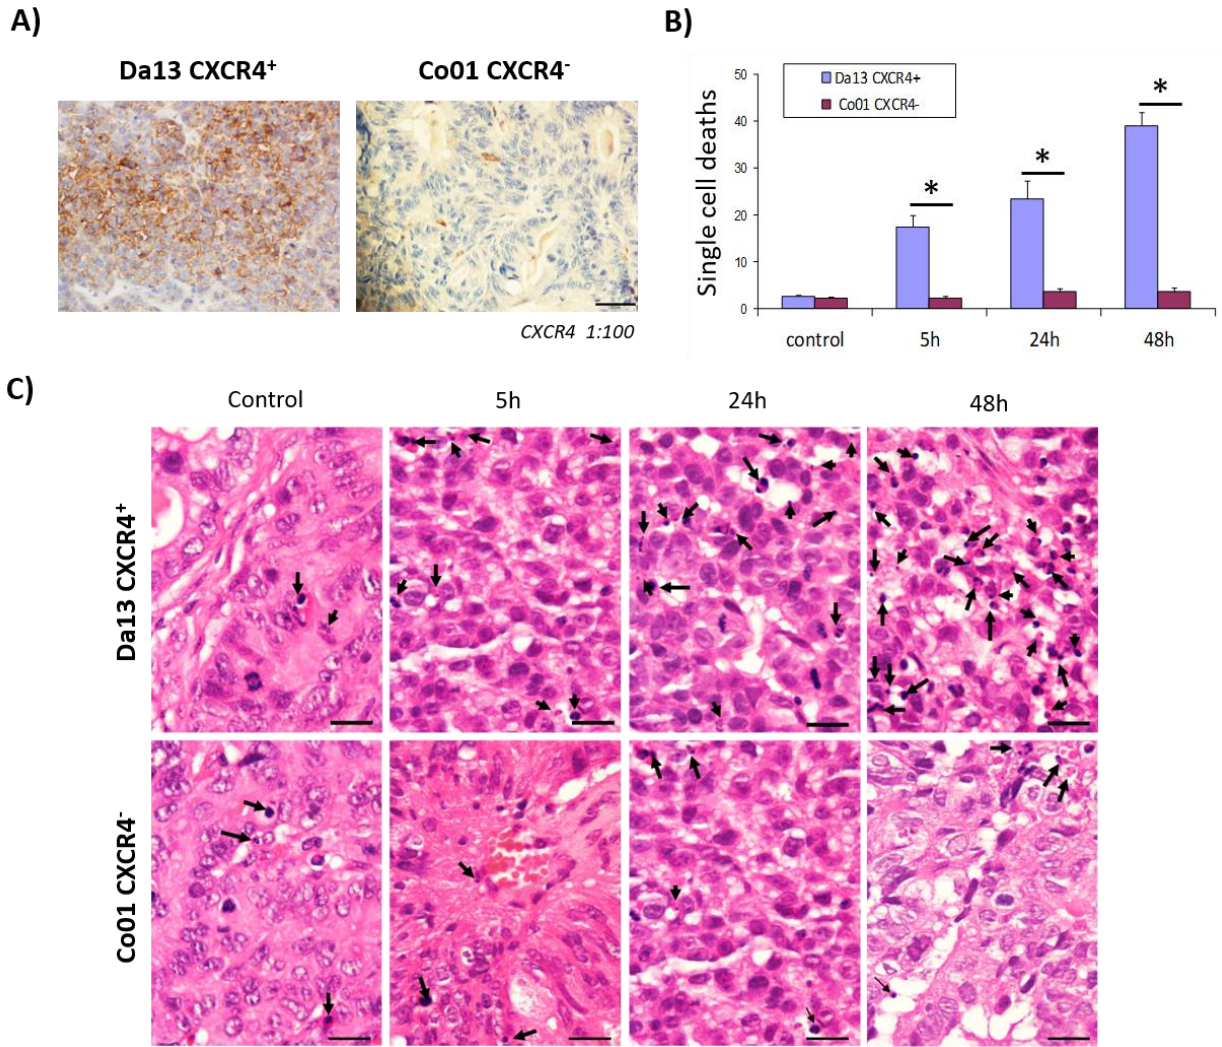 A)
Da13 CXCR4⁺
Co01 CXCR4⁻
CXCR4 1:100
B)
Single cell deaths
50
40
30
20
10
0
Da13 CXCR4+
Co01 CXCR4-
*
*
*
control
5h
24h
48h
C)
Control
5h
24h
48h
Da13 CXCR4⁺
Co01 CXCR4⁻